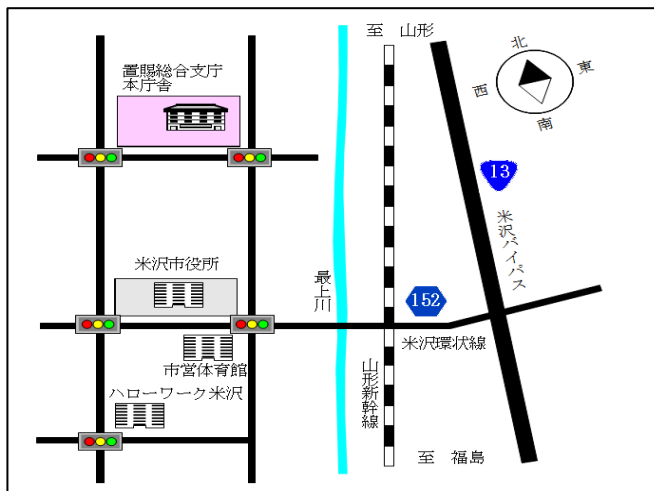 至 山形
北
東
西
南
置賜総合支庁
本庁舎
13
米沢バイパス
米沢市役所
最上川
152
米沢環状線
市営体育館
山形新幹線
ハローワーク米沢
至 福島